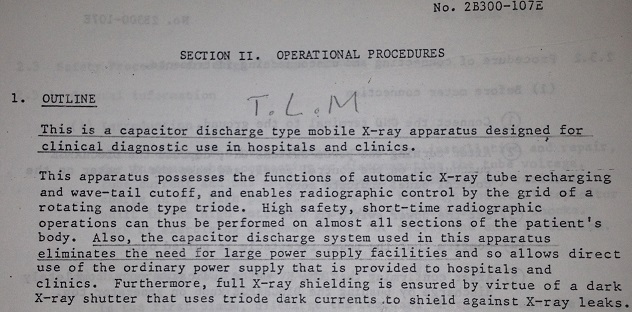 No. 2B300-107E
SECTION II. OPERATIONAL PROCEDURES
1. OUTLINE
T.L.M
This is a capacitor discharge type mobile X-ray apparatus designed for
clinical diagnostic use in hospitals and clinics.
This apparatus possesses the functions of automatic X-ray tube recharging
and wave-tail cutoff, and enables radiographic control by the grid of a
rotating anode type triode. High safety, short-time radiographic
operations can thus be performed on almost all sections of the patient's
body. Also, the capacitor discharge system used in this apparatus
eliminates the need for large power supply facilities and so allows direct
use of the ordinary power supply that is provided to hospitals and
clinics. Furthermore, full X-ray shielding is ensured by virtue of a dark
X-ray shutter that uses triode dark currents to shield against X-ray leaks.